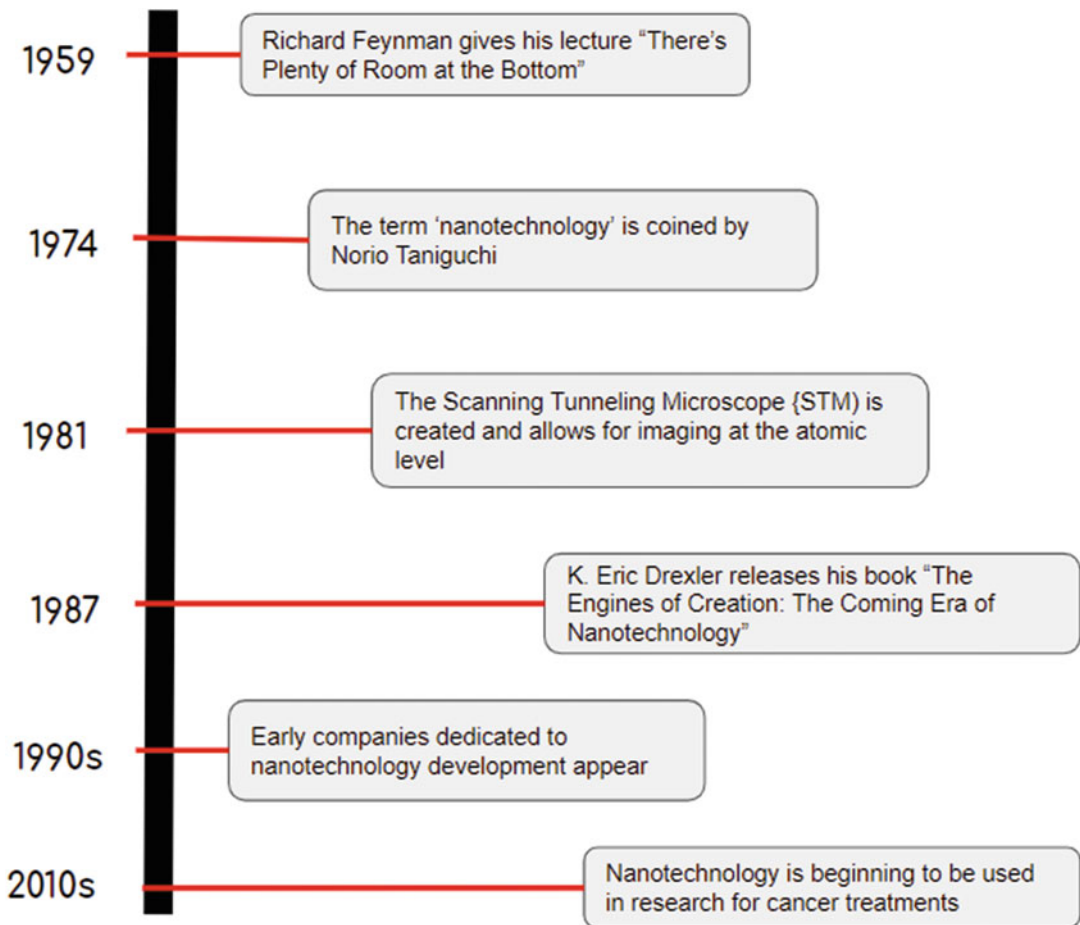 1959
Richard Feynman gives his lecture “There’s
Plenty of Room at the Bottom”
1974
The term ‘nanotechnology’ is coined by
Norio Taniguchi
1981
The Scanning Tunneling Microscope {STM) is
created and allows for imaging at the atomic
level
1987
K. Eric Drexler releases his book “The
Engines of Creation: The Coming Era of
Nanotechnology”
1990s
Early companies dedicated to
nanotechnology development appear
2010s
Nanotechnology is beginning to be used
in research for cancer treatments